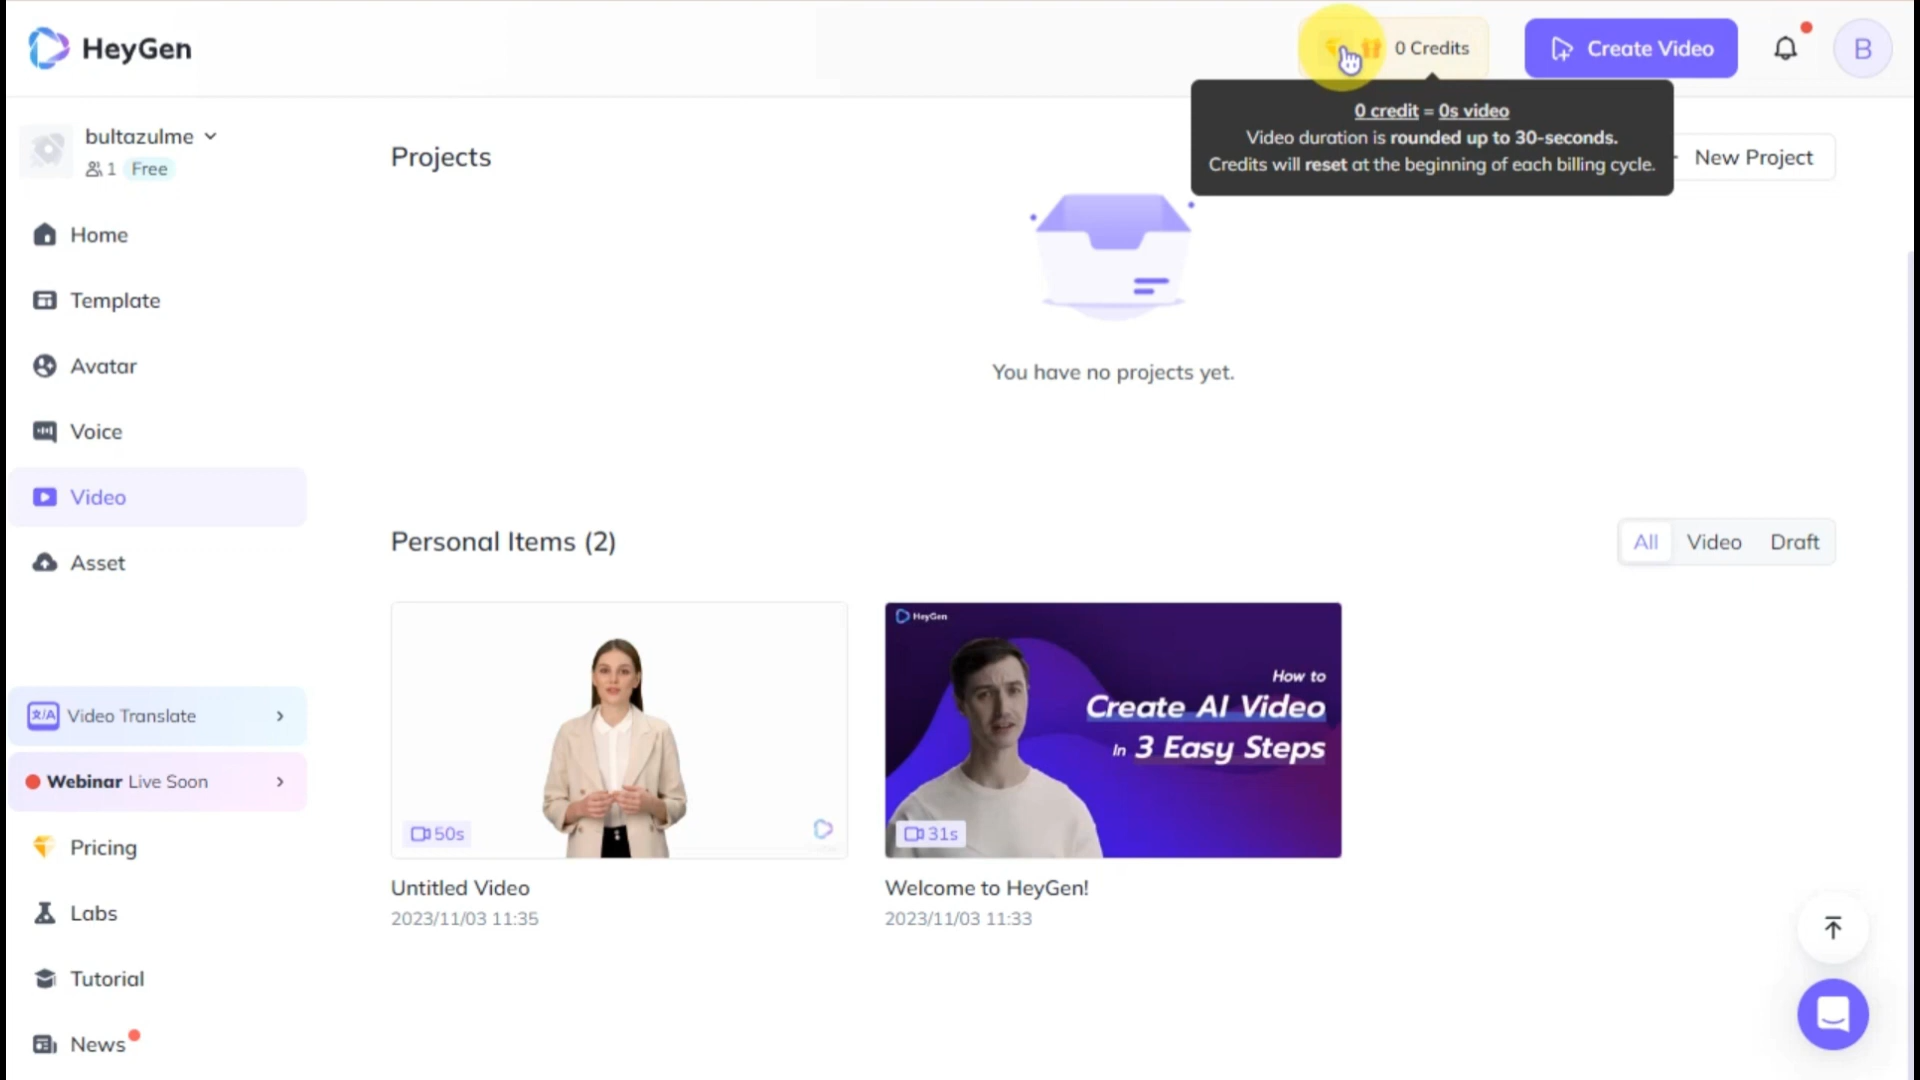 HeyGen
0 Credits
Create Video
B
0 credit = 0s video
Video duration is rounded up to 30-seconds.
Credits will reset at the beginning of each billing cycle.
bultazulme
1 Free
Projects
New Project
Home
Template
Avatar
Voice
Video
Asset
You have no projects yet.
Personal Items (2)
All Video Draft
Video Translate
Webinar Live Soon
Pricing
Labs
Tutorial
News
50s
Untitled Video
2023/11/03 11:35
HeyGen
How to
Create AI Video
In 3 Easy Steps
31s
Welcome to HeyGen!
2023/11/03 11:33